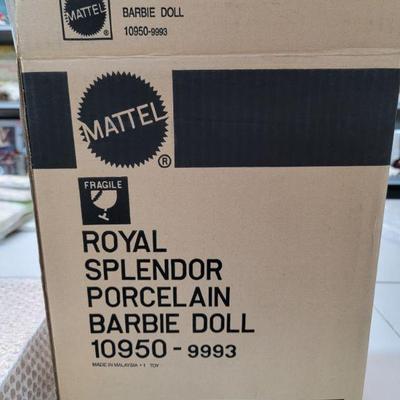 MATTEL
®
BARBIE DOLL
10950-9993
MATTEL
®
FRAGILE
ROYAL
SPLENDOR
PORCELAIN
BARBIE DOLL
10950 - 9993
MADE IN MALAYSIA • 1 TOY